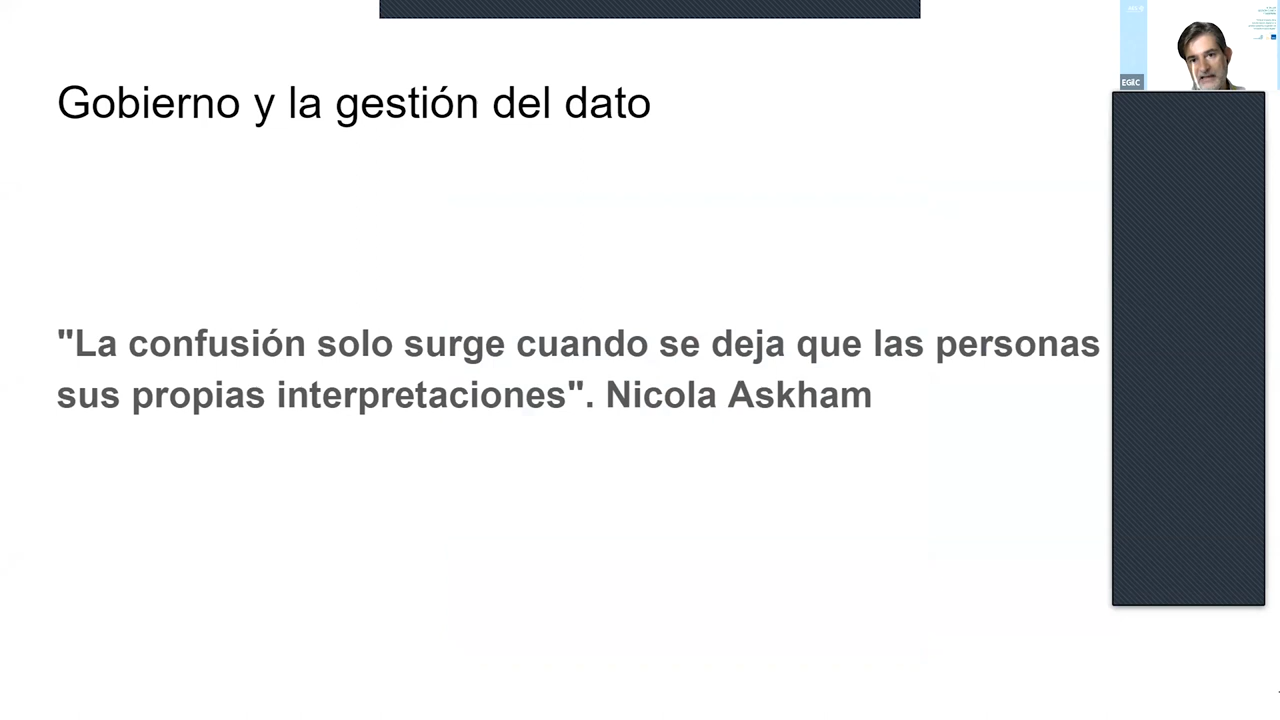 Gobierno y la gestión del dato
"La confusión solo surge cuando se deja que las personas
sus propias interpretaciones". Nicola Askham